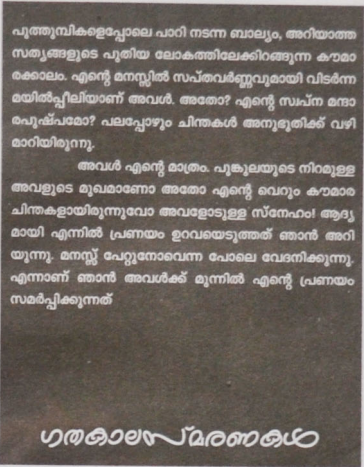 പൂത്തുമ്പികളെപ്പോലെ പാറി നടന്ന ബാല്യം, അറിയാത്ത
സത്യങ്ങളുടെ പുതിയ ലോകത്തിലേക്കിറങ്ങുന്ന കൗമാ
രക്കാലം. എന്റെ മനസ്സിൽ സപ്തവർണ്ണവുമായി വിടർന്ന
മയിൽപ്പീലിയാണ് അവൾ. അതോ? എന്റെ സ്വപ്ന മന്ദാ
രപുഷ്പമോ? പലപ്പോഴും ചിന്തകൾ അനുഭൂതിക്ക് വഴി
മാറിയിരുന്നു.
അവൾ എന്റെ മാത്രം. പൂങ്കുലയുടെ നിറമുള്ള
അവളുടെ മുഖമാണോ അതോ എന്റെ വെറും കൗമാര
ചിന്തകളായിരുന്നുവോ അവളോടുള്ള സ്നേഹം! ആദ്യ
മായി എന്നിൽ പ്രണയം ഉറവയെടുത്തത് ഞാൻ അറി
യുന്നു. മനസ്സ് പേറ്റുനോവെന്ന പോലെ വേദനിക്കുന്നു.
എന്നാണ് ഞാൻ അവൾക്ക് മുന്നിൽ എന്റെ പ്രണയം
സമർപ്പിക്കുന്നത്
ഗതകാലസ്മരണകൾ